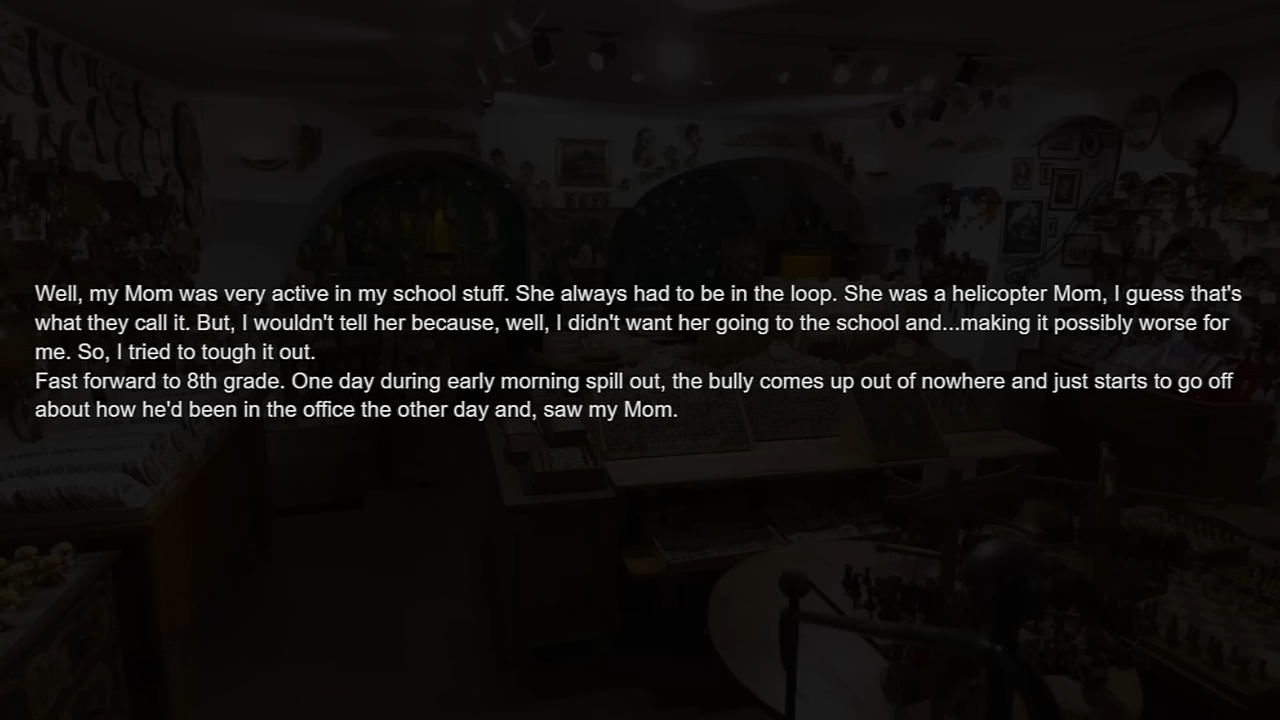 Well, my Mom was very active in my school stuff. She always had to be in the loop. She was a helicopter Mom, I guess that's
what they call it. But, I wouldn't tell her because, well, I didn't want her going to the school and...making it possibly worse for
me. So, I tried to tough it out.
Fast forward to 8th grade. One day during early morning spill out, the bully comes up out of nowhere and just starts to go off
about how he'd been in the office the other day and, saw my Mom.